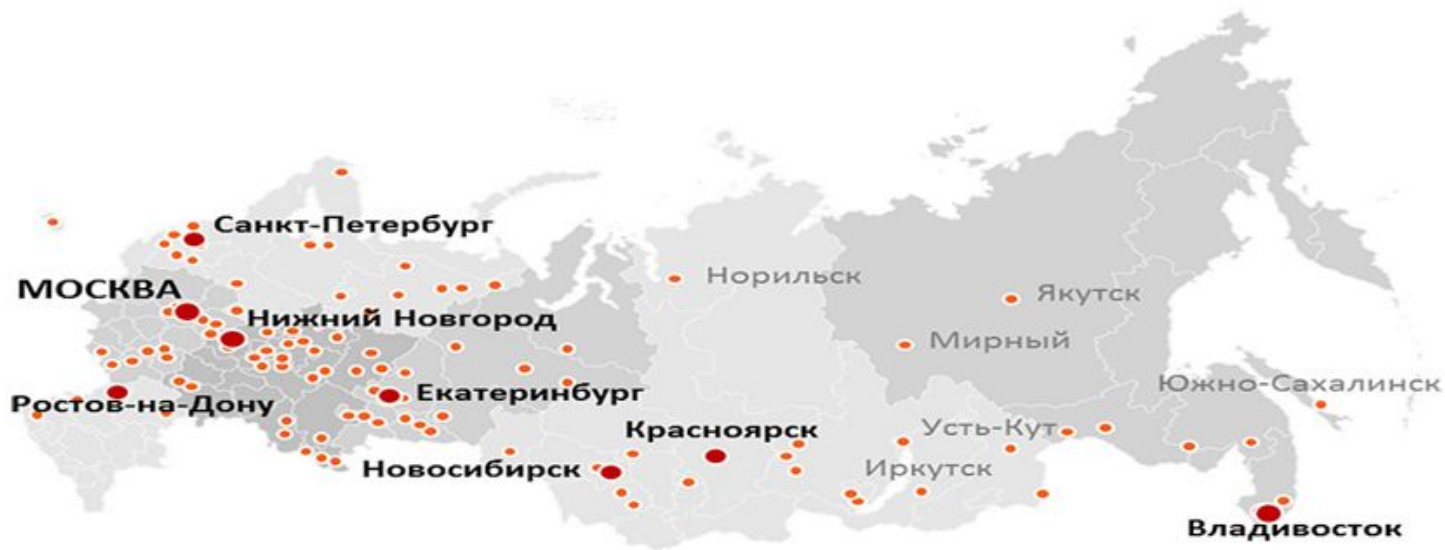 Санкт-Петербург
Норильск
МОСКВА
Якутск
Нижний Новгород
Мирный
Южно-Сахалинск
Екатеринбург
Ростов-на-Дону
Красноярск
Усть-Кут
Новосибирск
Иркутск
Владивосток